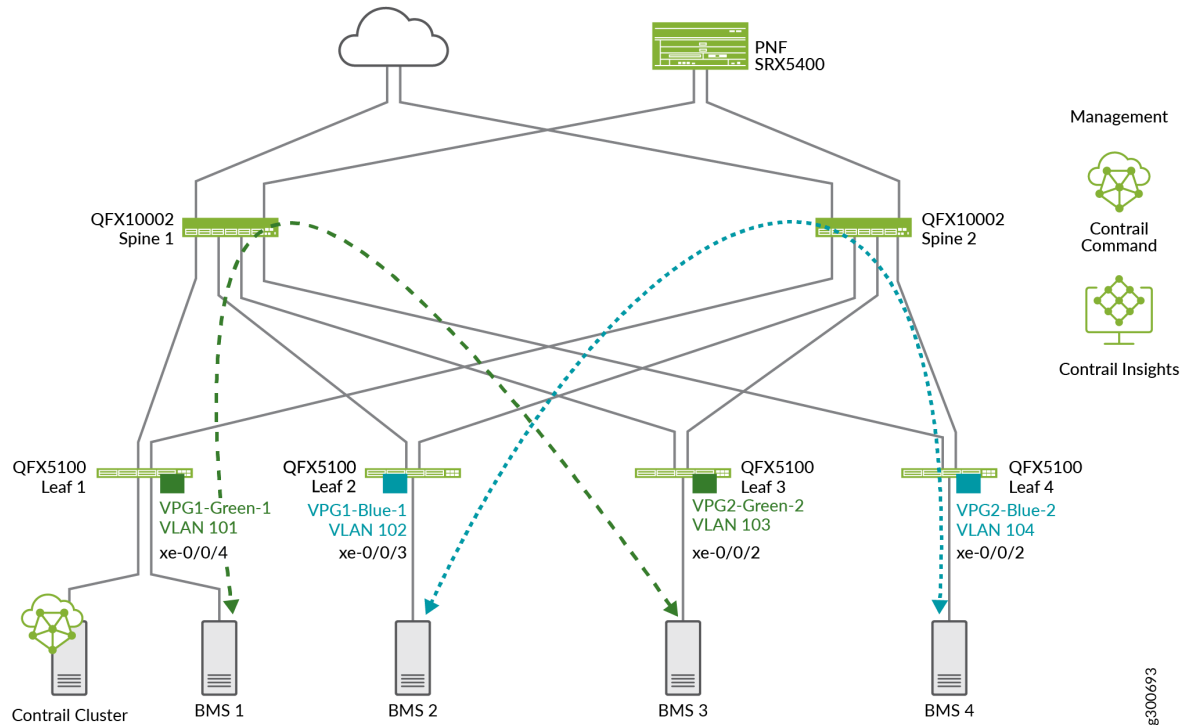 PNF
SRX5400
Management
Contrail
Command
Contrail Insights
QFX10002
Spine 1
QFX10002
Spine 2
QFX5100
Leaf 1
VPG1-Green-1
VLAN 101
xe-0/0/4
QFX5100
Leaf 2
VPG1-Blue-1
VLAN 102
xe-0/0/3
QFX5100
Leaf 3
VPG2-Green-2
VLAN 103
xe-0/0/2
QFX5100
Leaf 4
VPG2-Blue-2
VLAN 104
xe-0/0/2
Contrail Cluster
BMS 1
BMS 2
BMS 3
BMS 4
g300693